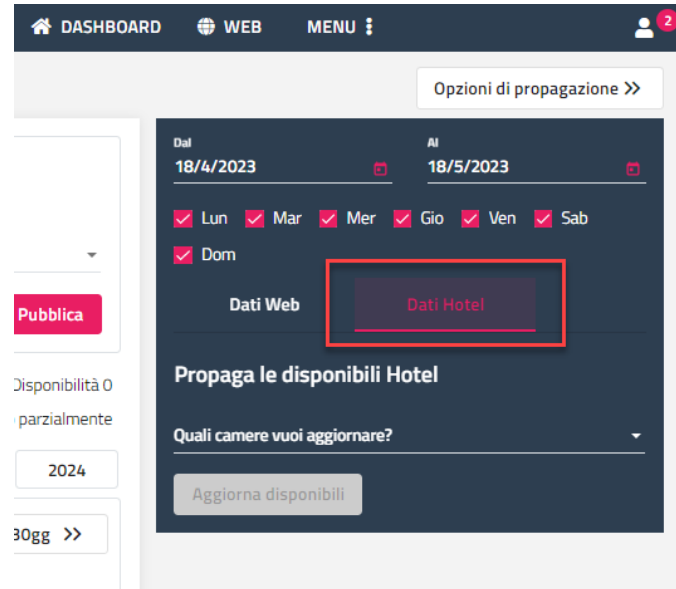 DASHBOARD WEB MENU 2
Opzioni di propagazione >>
Dal Al
18/4/2023 18/5/2023
Lun Mar Mer Gio Ven Sab
Dom
Dati Web Dati Hotel
Pubblica
Propaga le disponibili Hotel
Disponibilità 0
parzialmente
Quali camere vuoi aggiornare?
2024
Aggiorna disponibili
30gg >>